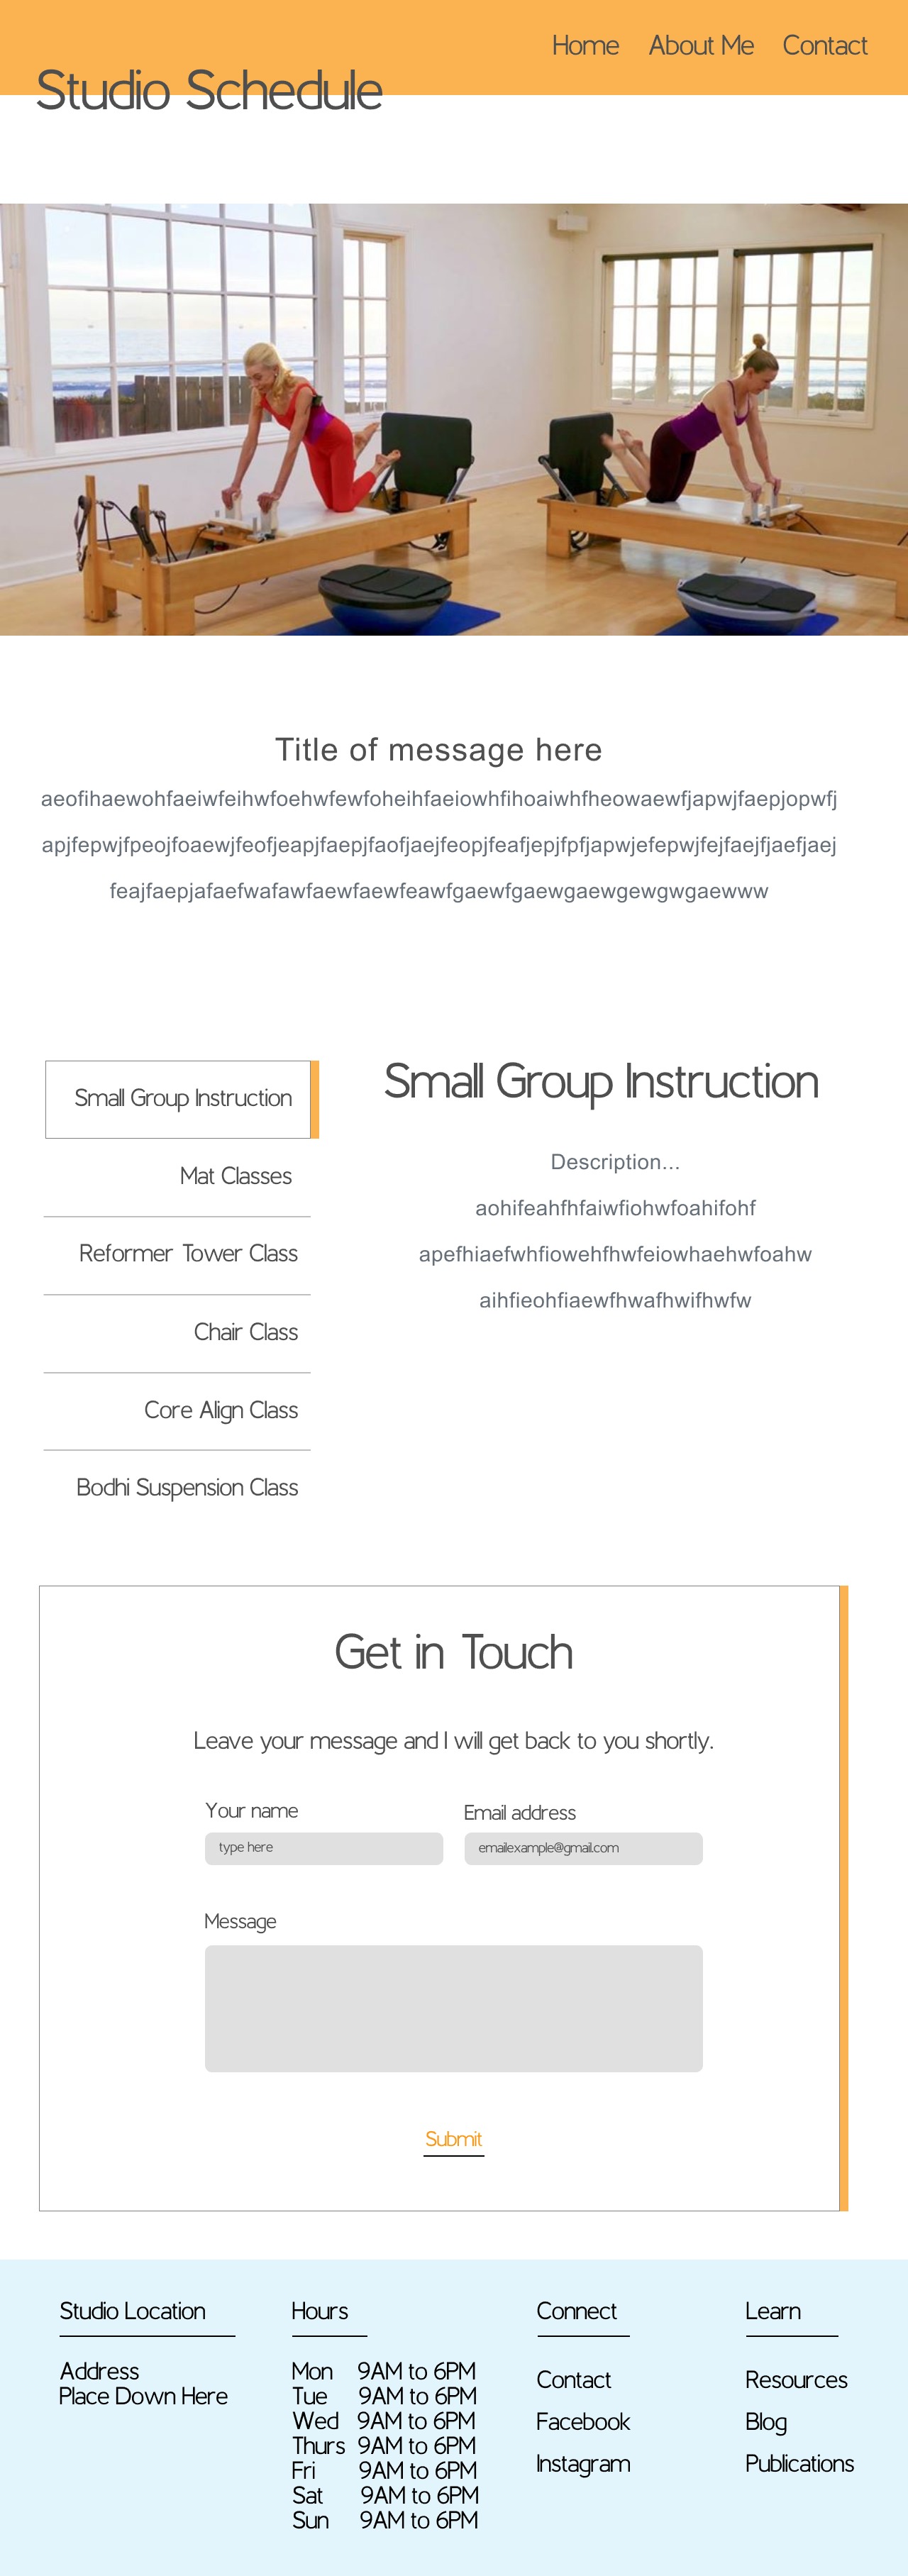 Home About Me Contact
Studio Schedule
Title of message here
aeofihaewohfaeiwfeihwfoehwfewfoheihfaeiowhfihoaiwhfheowaewfjapwjfaepjopwfj
apjfepwjfpeojfoaewjfeofjeapjfaepjfaofjaejfeopjfeafjepjfpfjapwjefepwjfejfaejfjaefjaej
feajfaepjafaefwafawfaewfaewfeawfgaewfgaewgaewgewgwgaewww
Small Group Instruction
Mat Classes
Reformer Tower Class
Chair Class
Core Align Class
Bodhi Suspension Class
Small Group Instruction
Description...
aohifeahfhfaiwfiohwfoahifohf
apefhiaefwhfiowehfhwfeiowhaehwfoahw
aihfieohfiaewfhwafhwifhwfw
Get in Touch
Leave your message and I will get back to you shortly.
Your name
type here
Email address
emailexample@gmail.com
Message
Submit
Studio Location
Address
Place Down Here
Hours
Mon 9AM to 6PM
Tue 9AM to 6PM
Wed 9AM to 6PM
Thurs 9AM to 6PM
Fri 9AM to 6PM
Sat 9AM to 6PM
Sun 9AM to 6PM
Connect
Contact
Facebook
Instagram
Learn
Resources
Blog
Publications